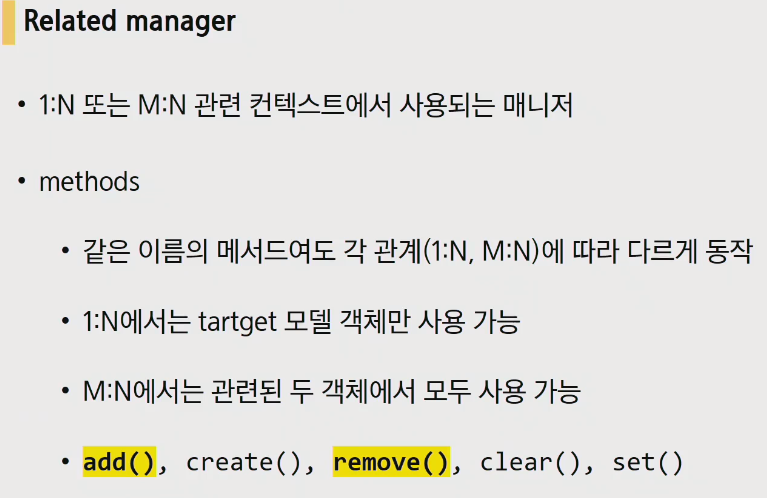 Related manager
• 1:N 또는 M:N 관련 컨텍스트에서 사용되는 매니저
• methods
• 같은 이름의 메서드여도 각 관계(1:N, M:N)에 따라 다르게 동작
• 1:N에서는 tartget 모델 객체만 사용 가능
• M:N에서는 관련된 두 객체에서 모두 사용 가능
• add(), create(), remove(), clear(), set()